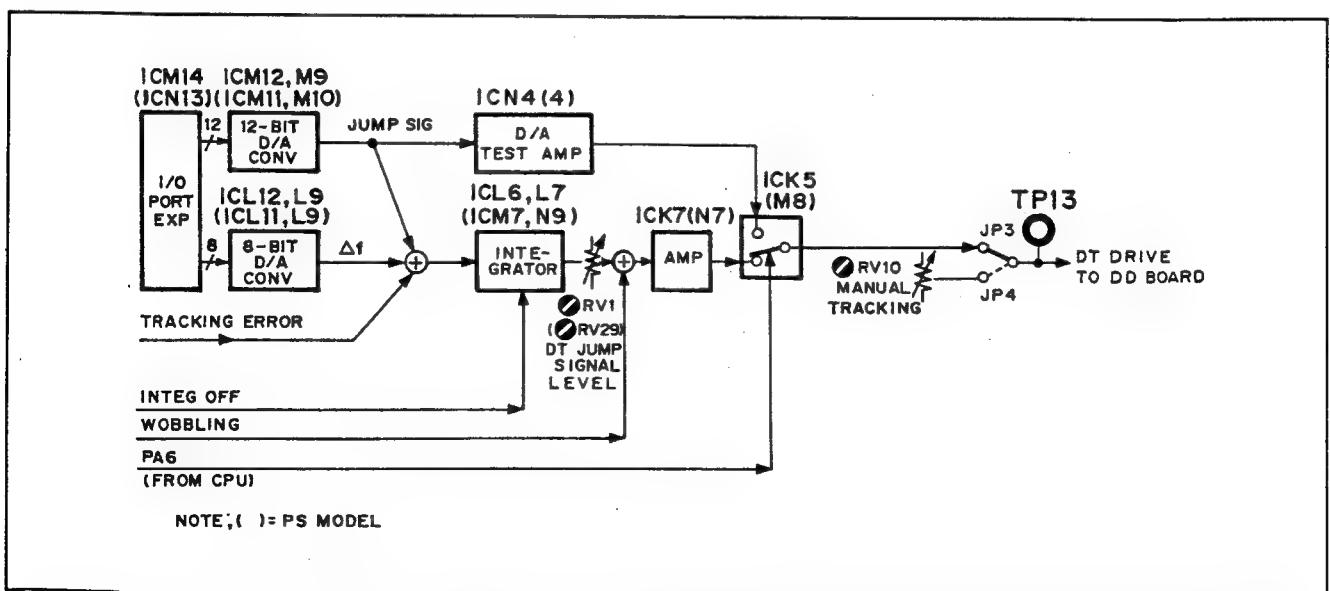 ICM14
(ICN13)
ICM12, M9
(ICM11, M10)
I/O
PORT
EXP
12
12-BIT
D/A
CONV
JUMP SIG
ICN4(4)
D/A
TEST AMP
ICL12, L9
(ICL11, L9)
8
8-BIT
D/A
CONV
Δf
+
ICL6, L7
(ICM7, N9)
INTE-
GRATOR
RV1
(RV29)
DT JUMP
SIGNAL
LEVEL
+
ICK7(N7)
AMP
ICK5
(M8)
TP13
JP3
RV10
MANUAL
TRACKING
JP4
DT DRIVE
TO DD BOARD
TRACKING ERROR
INTEG OFF
WOBBLING
PA6
(FROM CPU)
NOTE;( )= PS MODEL